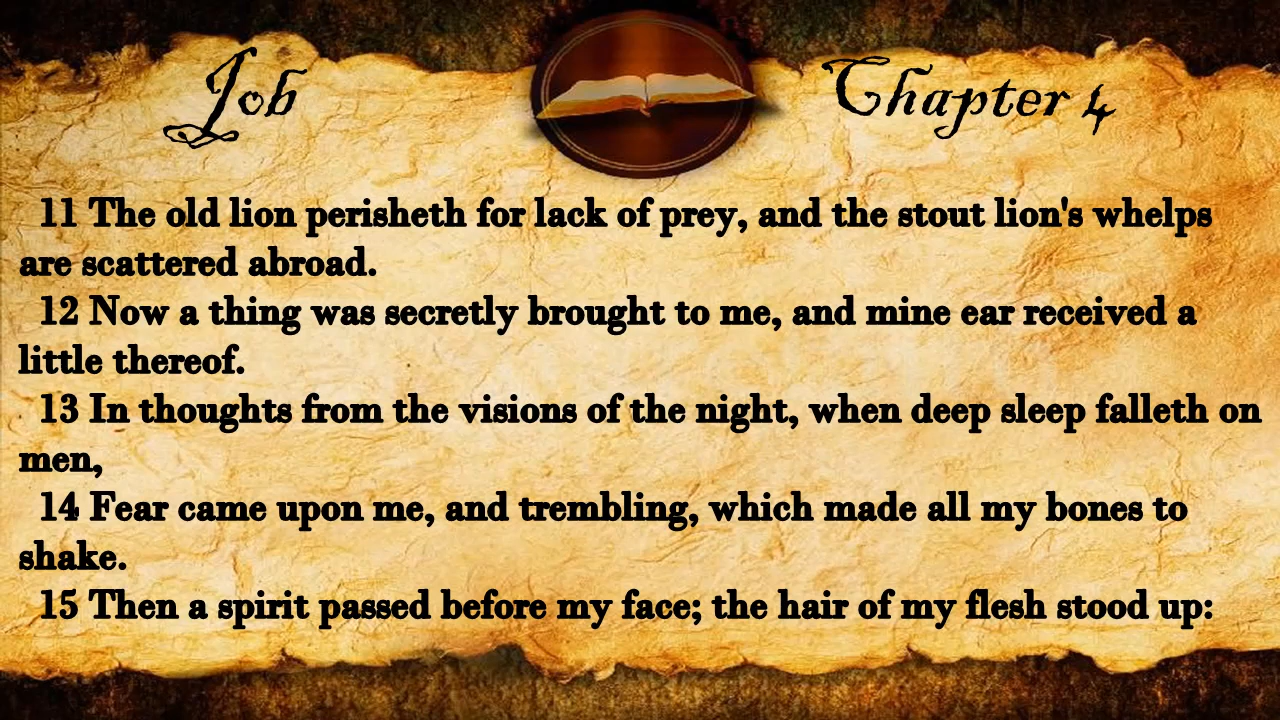 Job
Chapter 4
11 The old lion perisheth for lack of prey, and the stout lion's whelps
are scattered abroad.
12 Now a thing was secretly brought to me, and mine ear received a
little thereof.
13 In thoughts from the visions of the night, when deep sleep falleth on
men,
14 Fear came upon me, and trembling, which made all my bones to
shake.
15 Then a spirit passed before my face; the hair of my flesh stood up: